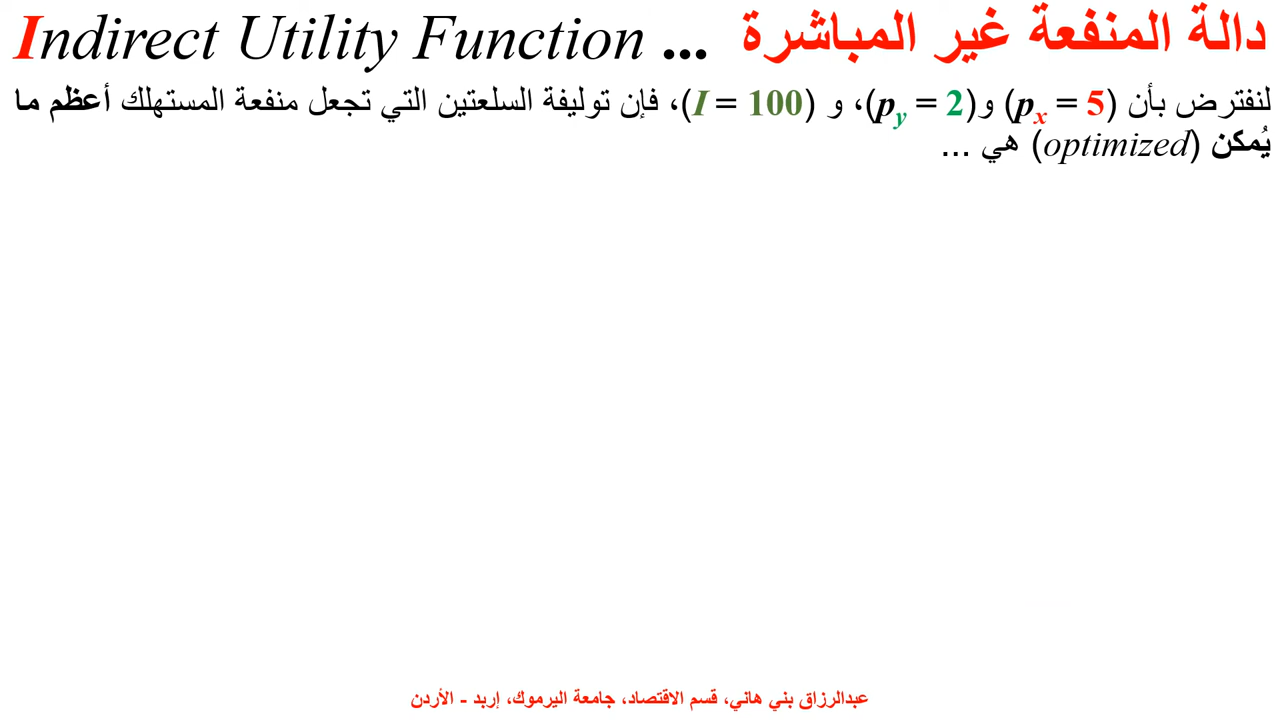 Indirect Utility Function ... دالة المنفعة غير المباشرة
لنفترض بأن (px = 5) و(py = 2)، و (I = 100)، فإن توليفة السلعتين التي تجعل منفعة المستهلك أعظم ما
يُمكن (optimized) هي ...
عبدالرزاق بني هاني، قسم الاقتصاد، جامعة اليرموك، إربد - الأردن